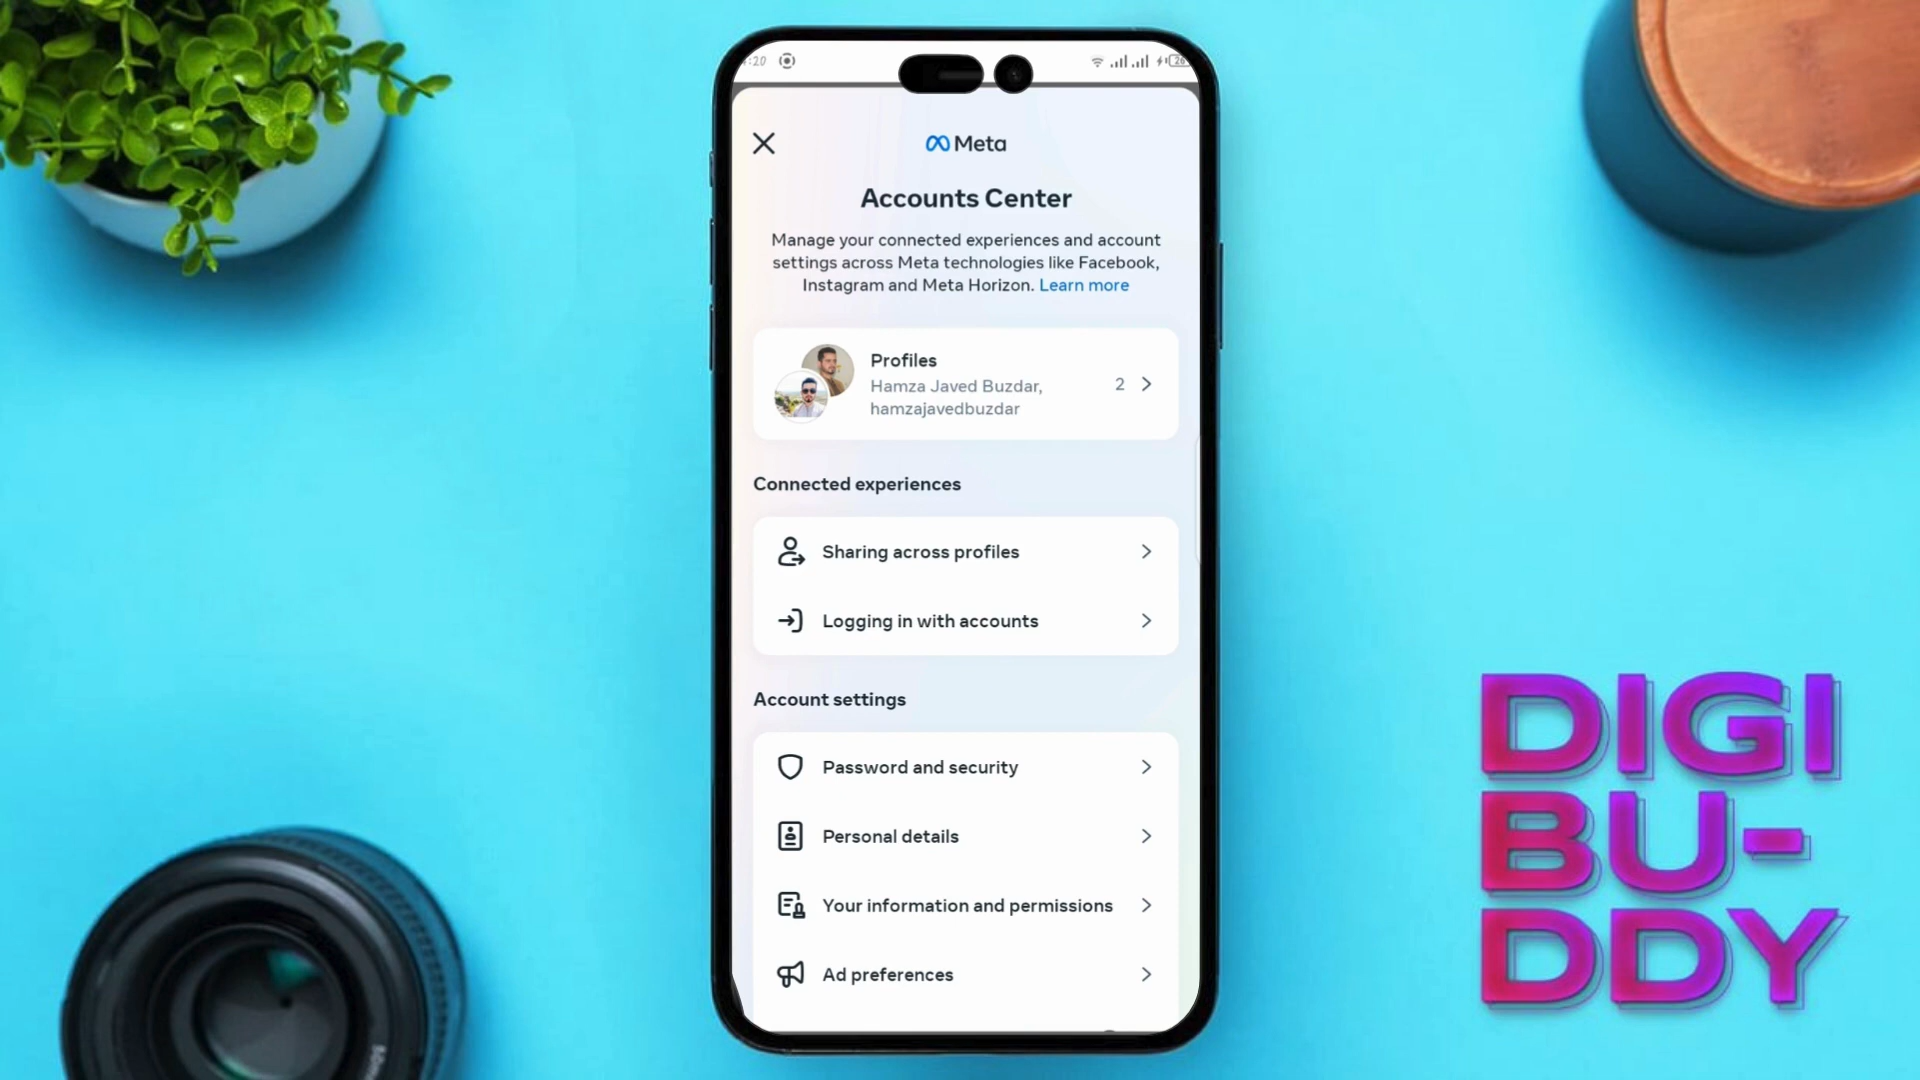 :20
26
Meta
Accounts Center
Manage your connected experiences and account
settings across Meta technologies like Facebook,
Instagram and Meta Horizon. Learn more
Profiles
Hamza Javed Buzdar,
hamzajavedbuzdar
2
Connected experiences
Sharing across profiles
Logging in with accounts
Account settings
Password and security
Personal details
Your information and permissions
Ad preferences
DIGI
BU-
DDY